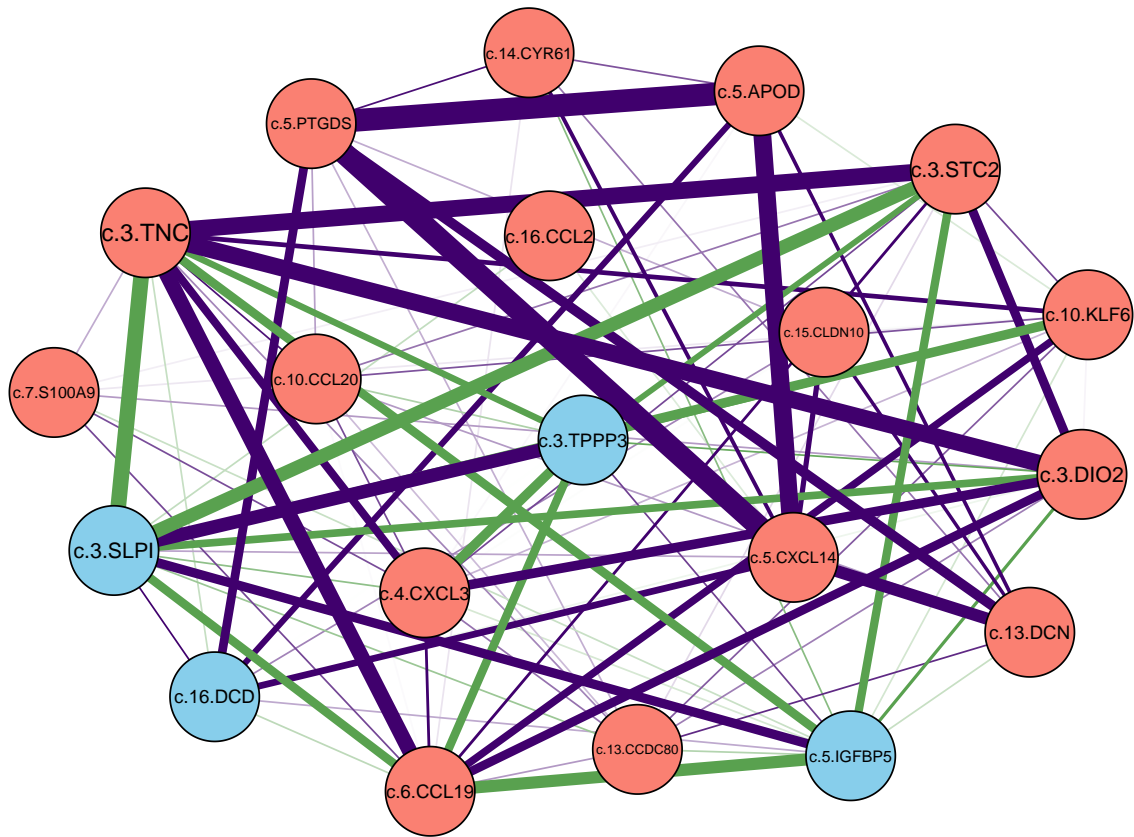 c.14.CYR61
c.5.APOD
c.5.PTGDS
c.3.STC2
c.3.TNC
c.16.CCL2
c.10.KLF6
c.15.CLDN10
c.10.CCL20
c.7.S100A9
c.3.TPPP3
c.3.DIO2
c.3.SLPI
c.5.CXCL14
c.4.CXCL3
c.13.DCN
c.16.DCD
c.13.CCDC80
c.5.IGFBP5
c.6.CCL19